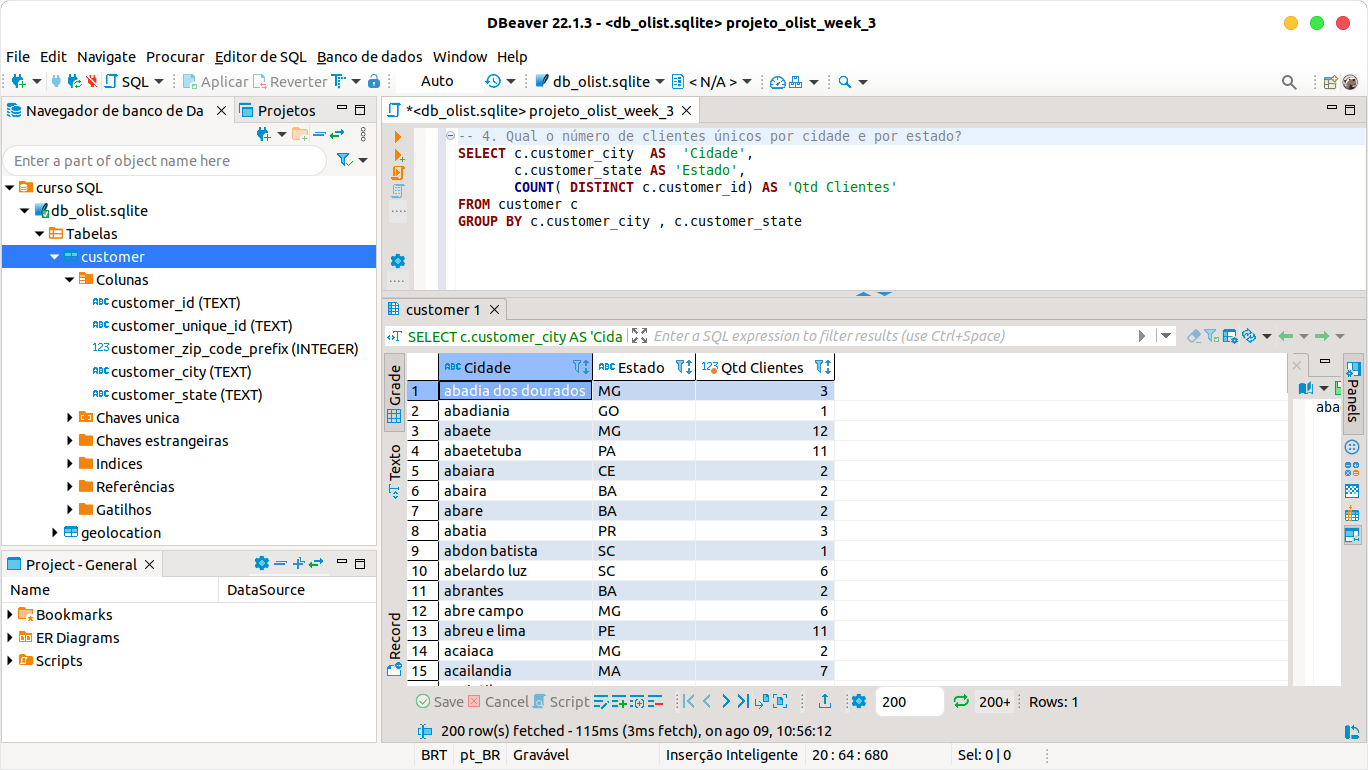 DBeaver 22.1.3 - <db_olist.sqlite> projeto_olist_week_3
File Edit Navigate Procurar Editor de SQL Banco de dados Window Help
SQL Aplicar Reverter Auto db_olist.sqlite < N/A >
Navegador de banco de Da Projetos
Enter a part of object name here
curso SQL
db_olist.sqlite
Tabelas
customer
Colunas
ABC customer_id (TEXT)
ABC customer_unique_id (TEXT)
123 customer_zip_code_prefix (INTEGER)
ABC customer_city (TEXT)
ABC customer_state (TEXT)
Chaves unica
Chaves estrangeiras
Indices
Referências
Gatilhos
geolocation
Project - General
Name DataSource
Bookmarks
ER Diagrams
Scripts
*<db_olist.sqlite> projeto_olist_week_3
-- 4. Qual o número de clientes únicos por cidade e por estado?
SELECT c.customer_city AS 'Cidade',
c.customer_state AS 'Estado',
COUNT( DISTINCT c.customer_id) AS 'Qtd Clientes'
FROM customer c
GROUP BY c.customer_city , c.customer_state
customer 1
SELECT c.customer_city AS 'Cida Enter a SQL expression to filter results (use Ctrl+Space)
Grade
Texto
Record
ABC Cidade ABC Estado 123 Qtd Clientes
1 abadia dos dourados MG 3
2 abadiania GO 1
3 abaete MG 12
4 abaetetuba PA 11
5 abaiara CE 2
6 abaira BA 2
7 abare BA 2
8 abatia PR 3
9 abdon batista SC 1
10 abelardo luz SC 6
11 abrantes BA 2
12 abre campo MG 6
13 abreu e lima PE 11
14 acaiaca MG 2
15 acailandia MA 7
aba
Panels
Save Cancel Script 200 200+ Rows: 1
200 row(s) fetched - 115ms (3ms fetch), on ago 09, 10:56:12
BRT pt_BR Gravável Inserção Inteligente 20 : 64 : 680 Sel: 0 | 0